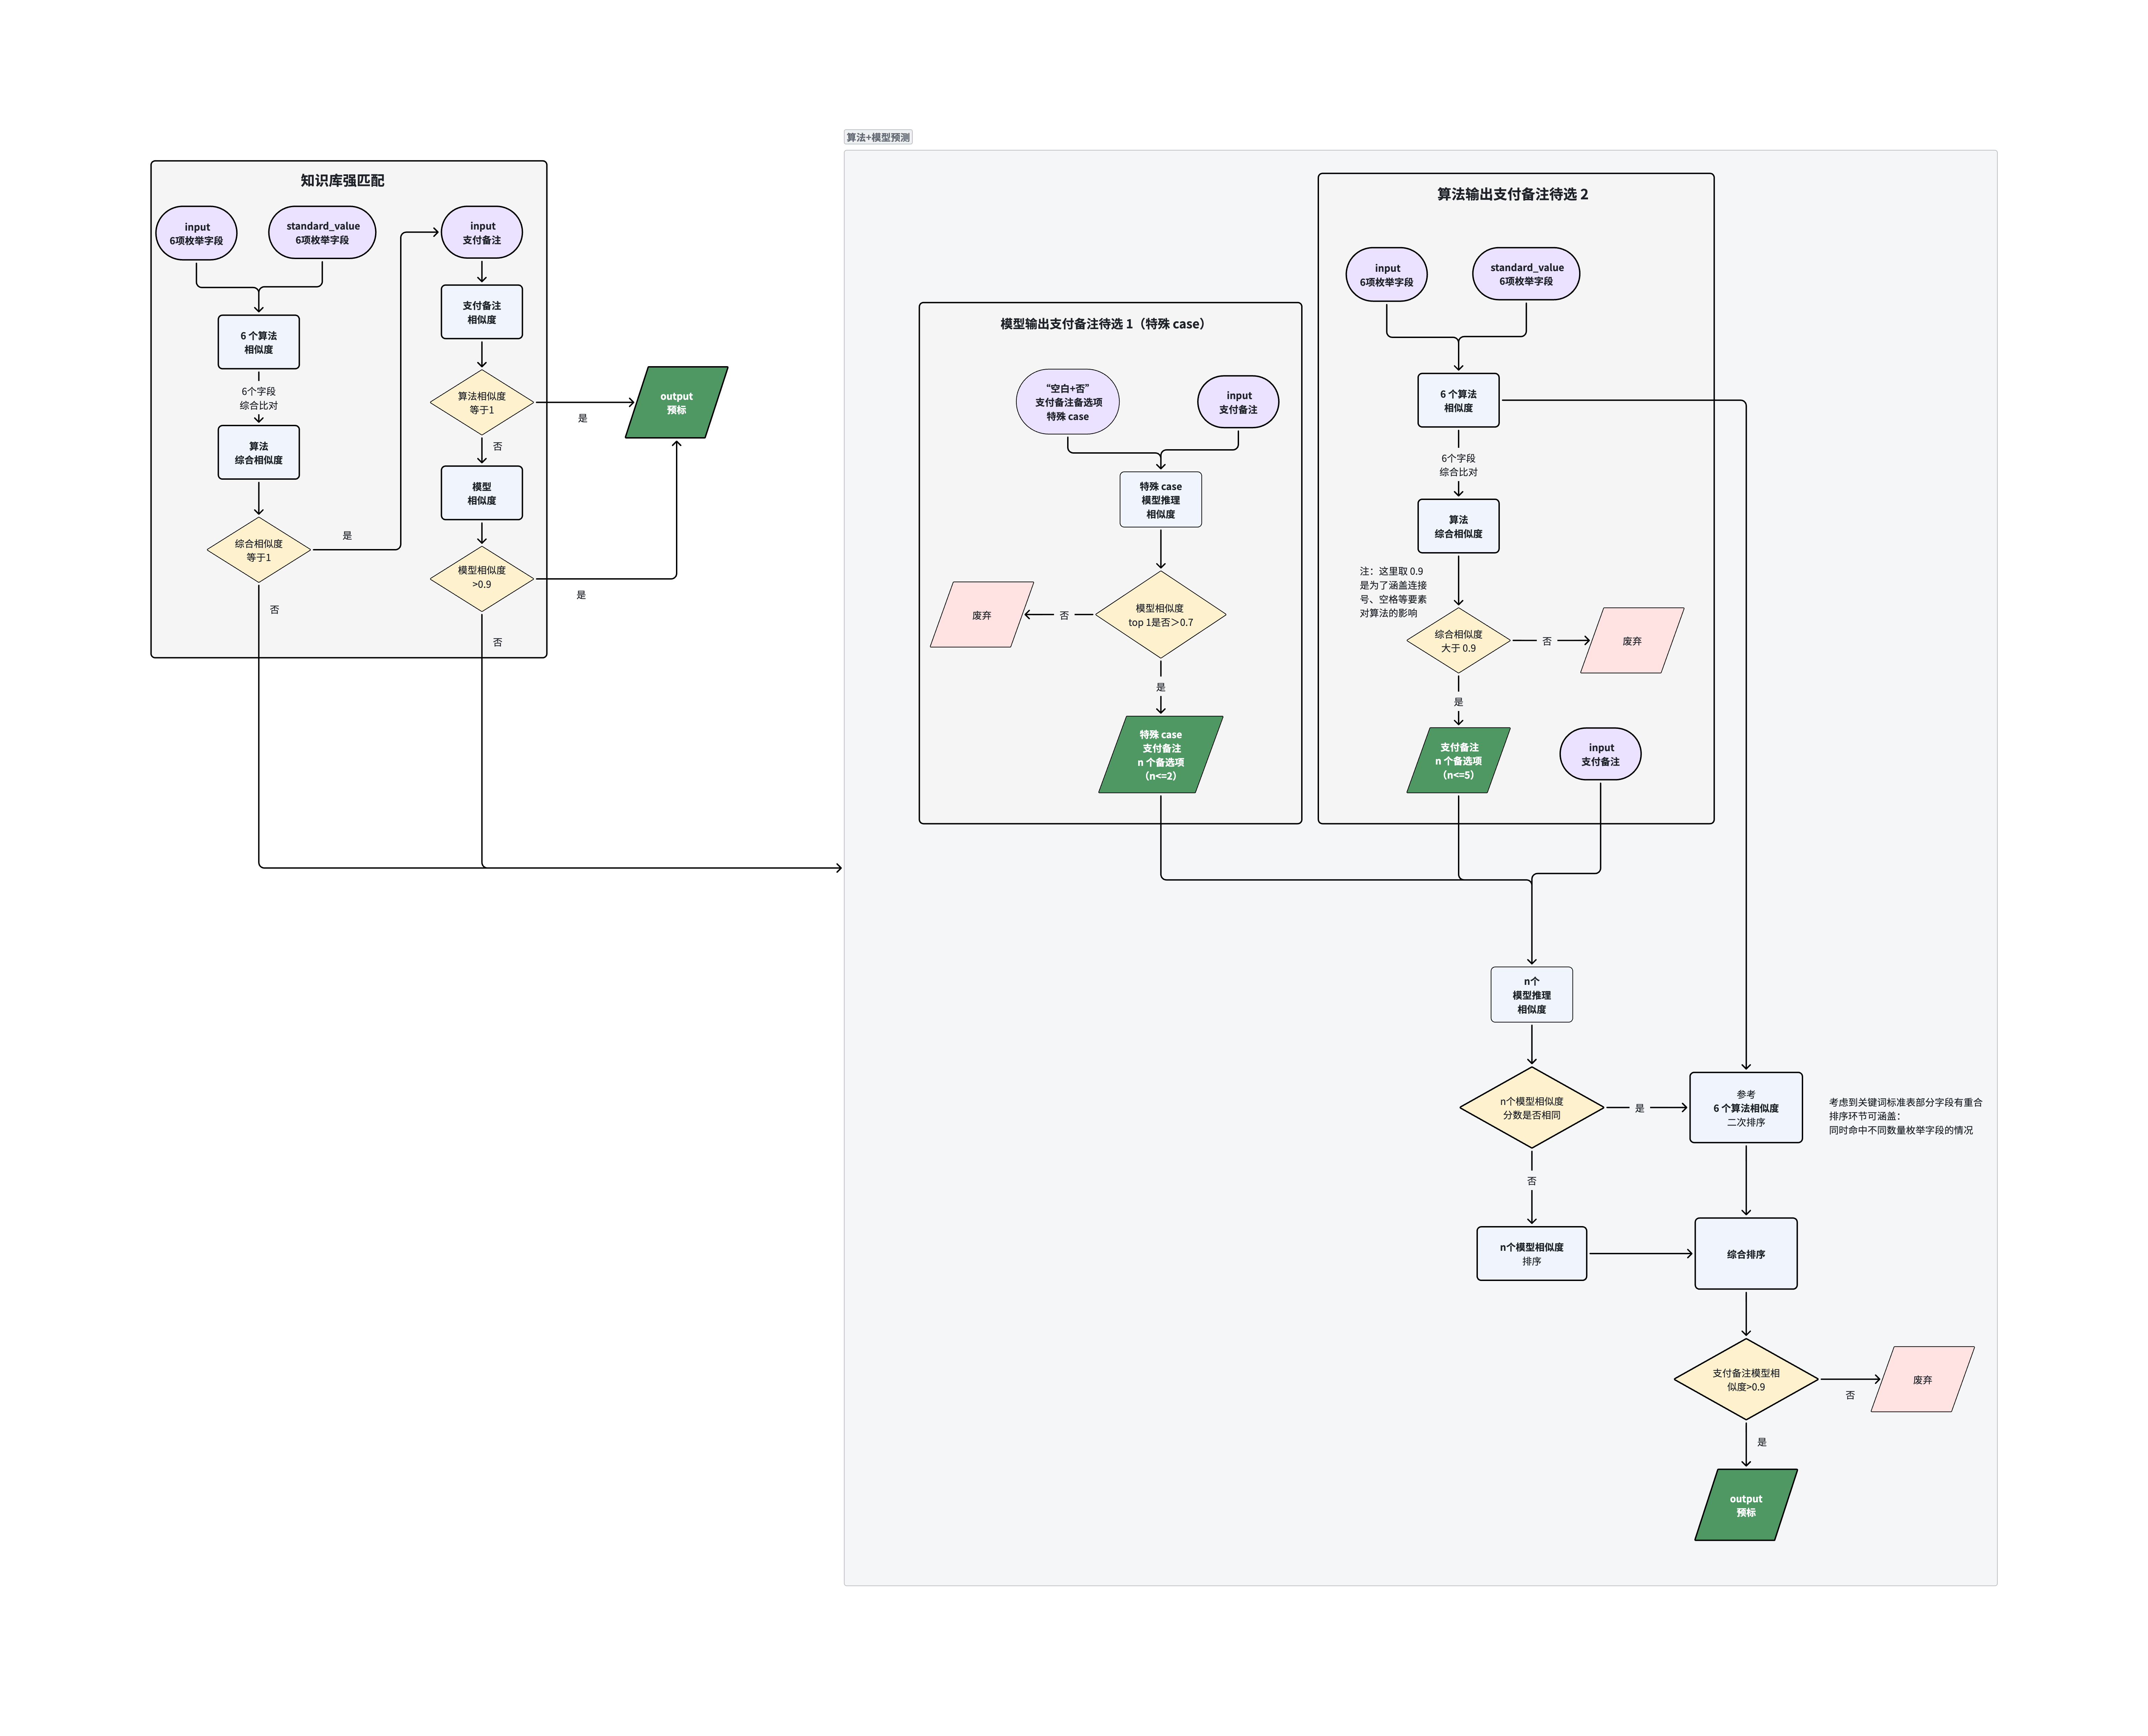 知识库强匹配
input
6项枚举字段
standard_value
6项枚举字段
6 个算法
相似度
6个字段
综合比对
算法
综合相似度
综合相似度
等于1
是
否
input
支付备注
支付备注
相似度
算法相似度
等于1
是
否
模型
相似度
模型相似度
>0.9
是
否
output
预标
算法+模型预测
模型输出支付备注待选 1（特殊 case）
“空白+否”
支付备注备选项
特殊 case
input
支付备注
特殊 case
模型推理
相似度
模型相似度
top 1是否＞0.7
否
废弃
是
特殊 case
支付备注
n 个备选项
（n<=2）
算法输出支付备注待选 2
input
6项枚举字段
standard_value
6项枚举字段
6 个算法
相似度
6个字段
综合比对
算法
综合相似度
注：这里取 0.9
是为了涵盖连接
号、空格等要素
对算法的影响
综合相似度
大于 0.9
否
废弃
是
支付备注
n 个备选项
（n<=5）
input
支付备注
n个
模型推理
相似度
n个模型相似度
分数是否相同
是
参考
6 个算法相似度
二次排序
考虑到关键词标准表部分字段有重合
排序环节可涵盖：
同时命中不同数量枚举字段的情况
否
n个模型相似度
排序
综合排序
支付备注模型相
似度>0.9
否
废弃
是
output
预标